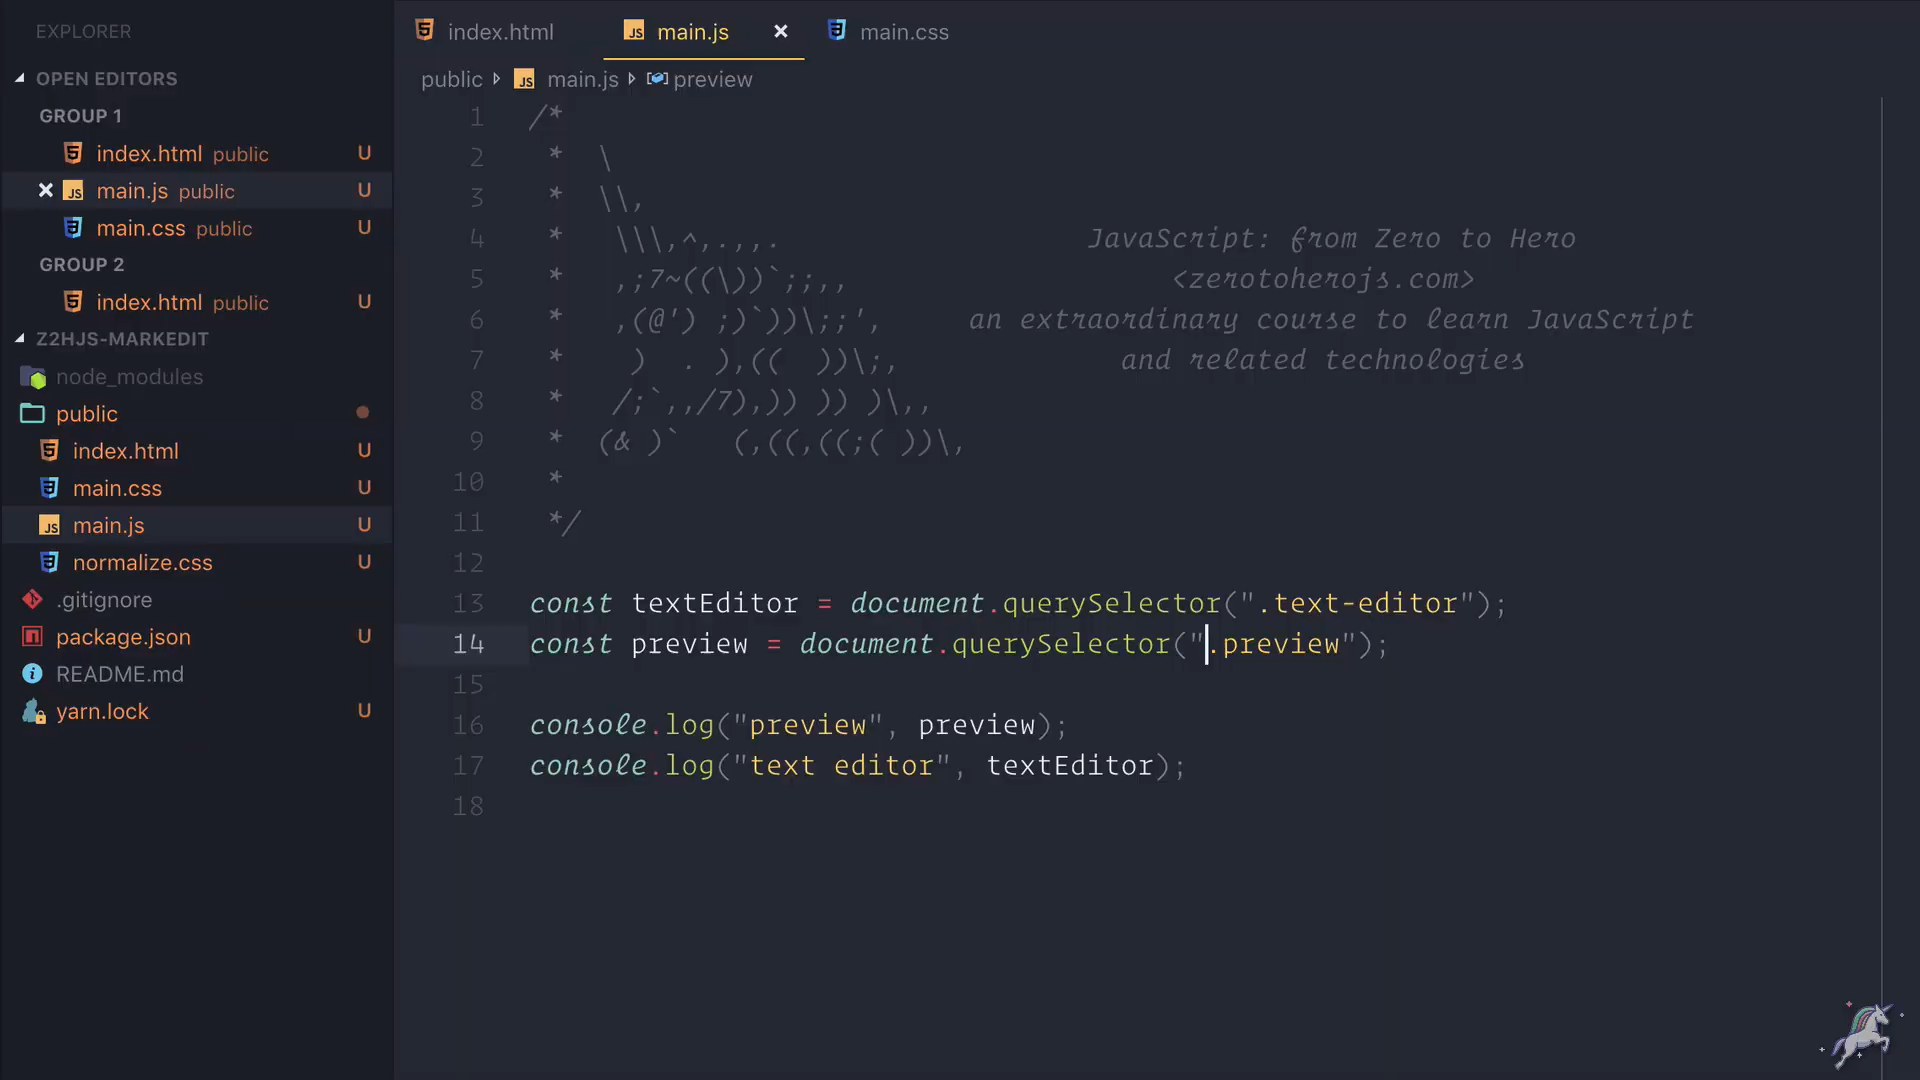 EXPLORER
OPEN EDITORS
GROUP 1
index.html public U
main.js public U
main.css public U
GROUP 2
index.html public U
Z2HJS-MARKEDIT
node_modules
public
index.html U
main.css U
main.js U
normalize.css U
.gitignore
package.json U
README.md
yarn.lock U
index.html main.js main.css
public main.js preview
1 /*
2 * \
3 * \\,
4 * \\\,^,.,,. JavaScript: from Zero to Hero
5 * ,;7~((\))`;;,, <zerotoherojs.com>
6 * ,(@') ;)`))\;;', an extraordinary course to learn JavaScript
7 * ) . ),(( ))\;, and related technologies
8 * /;`,,/7),)) )) )\,,
9 * (& )` (,((,((;( ))\,
10 *
11 */
12
13 const textEditor = document.querySelector(".text-editor");
14 const preview = document.querySelector(".preview");
15
16 console.log("preview", preview);
17 console.log("text editor", textEditor);
18